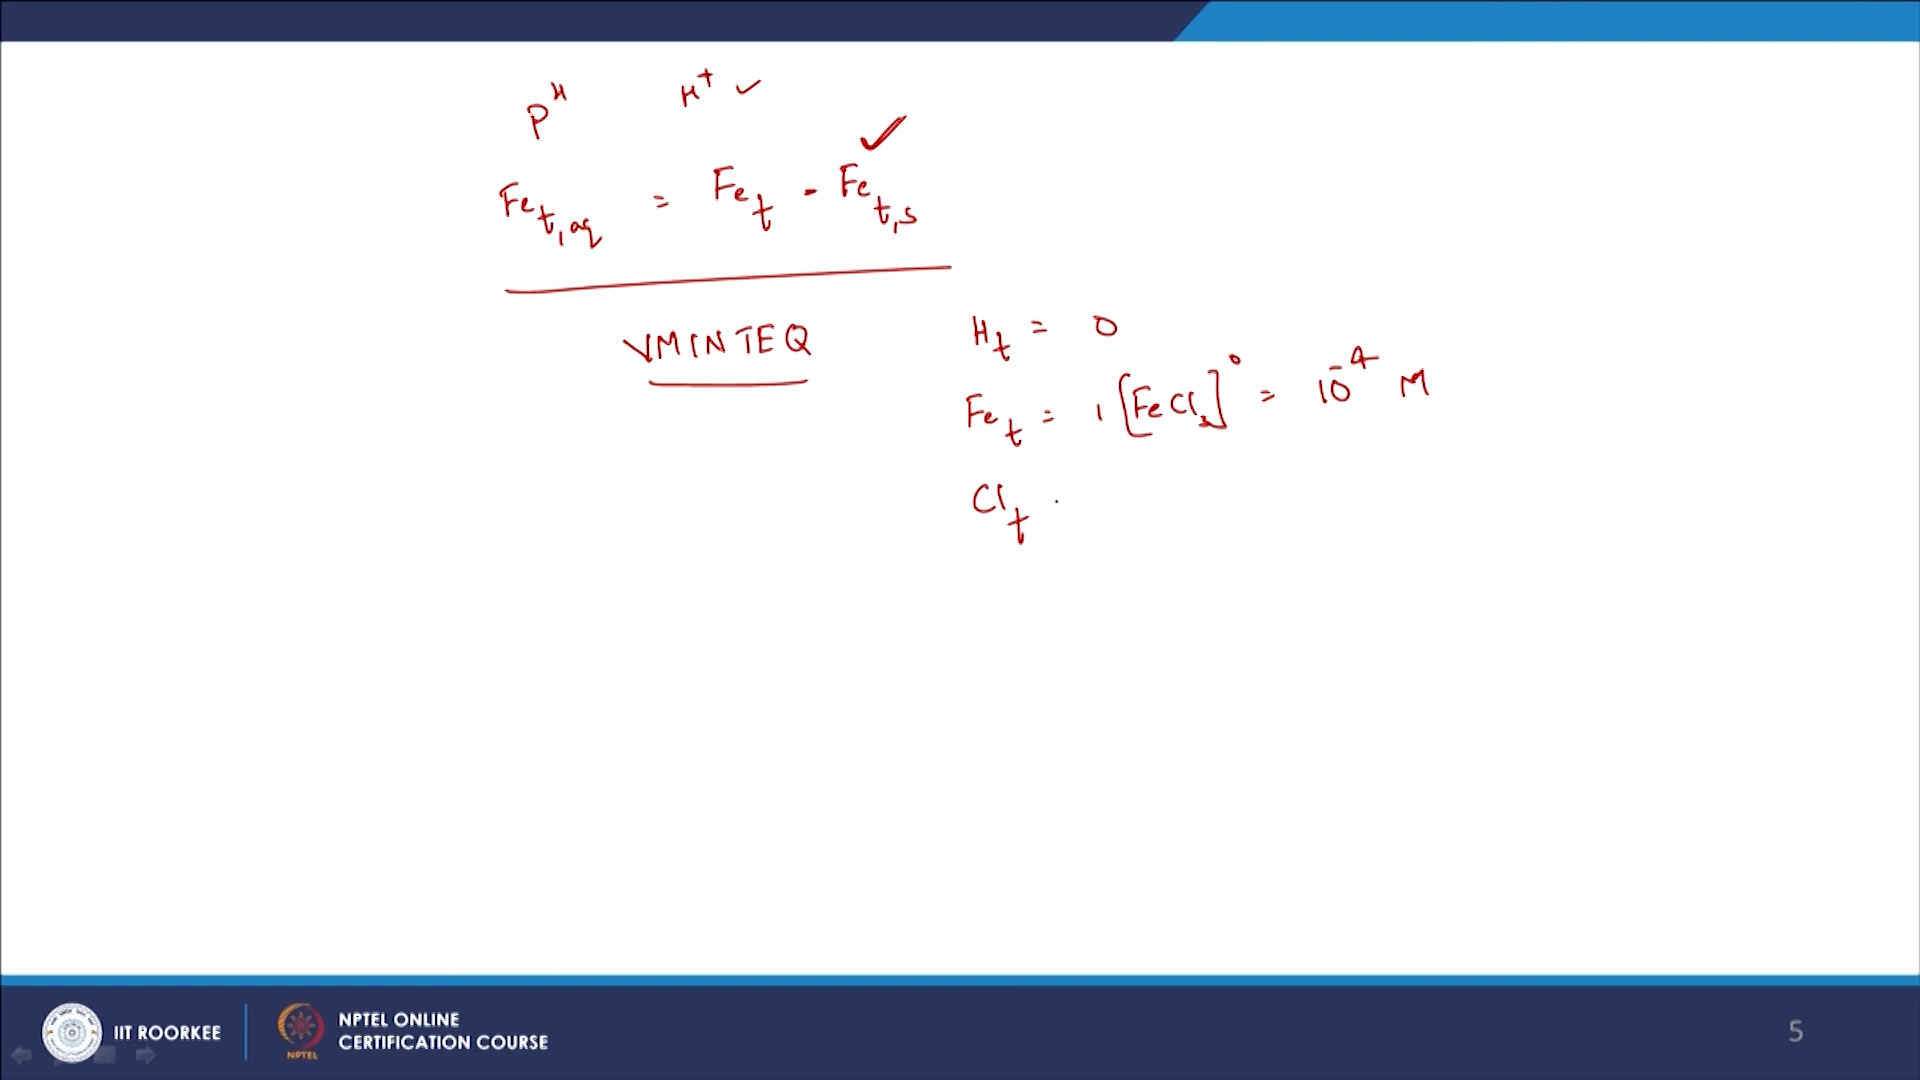 pH H⁺ ✓
Fe_t,aq = Fe_t - Fe_t,s ✓
VMINTEQ
H_t = 0
Fe_t = 1 [FeCl₃]⁰ = 10⁻⁴ M
Cl_t
IIT ROORKEE
NPTEL
NPTEL ONLINE
CERTIFICATION COURSE
5